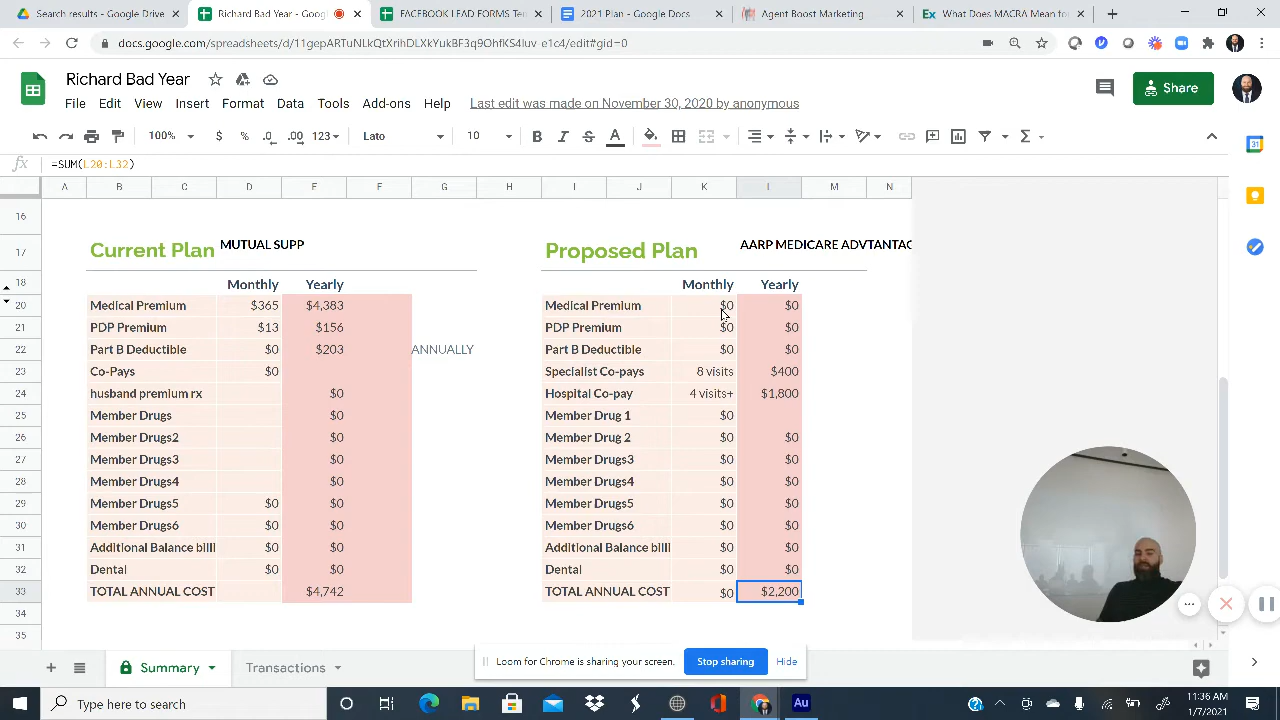 Search results - Google Drive
Richard Bad Year - Goog
FACEBOOK LEAD FORMS Te
2021 Plan - Google Docs
Agent Boost Marketing
What Does MACRA Mean for
docs.google.com/spreadsheets/d/
/edit#gid=0
Richard Bad Year
Share
File Edit View Insert Format Data Tools Add-ons Help Last edit was made on November 30, 2020 by anonymous
100% $ % .0 .00 123 Lato 10 B I S A
fx =SUM(L20:L32)
A B C D E F G H I J K L M N
16
17 Current Plan MUTUAL SUPP Proposed Plan AARP MEDICARE ADVTANTAG
18 Monthly Yearly Monthly Yearly
20 Medical Premium $365 $4,383 Medical Premium $0 $0
21 PDP Premium $13 $156 PDP Premium $0 $0
22 Part B Deductible $0 $203 ANNUALLY Part B Deductible $0 $0
23 Co-Pays $0 Specialist Co-pays 8 visits $400
24 husband premium rx $0 Hospital Co-pay 4 visits+ $1,800
25 Member Drugs $0 Member Drug 1 $0 $0
26 Member Drugs2 $0 Member Drug 2 $0 $0
27 Member Drugs3 $0 Member Drugs3 $0 $0
28 Member Drugs4 $0 Member Drugs4 $0 $0
29 Member Drugs5 $0 $0 Member Drugs5 $0 $0
30 Member Drugs6 $0 $0 Member Drugs6 $0 $0
31 Additional Balance billi $0 $0 Additional Balance billi $0 $0
32 Dental $0 $0 Dental $0 $0
33 TOTAL ANNUAL COST $4,742 TOTAL ANNUAL COST $0 $2,200
34
35
Loom for Chrome is sharing your screen. Stop sharing Hide
Summary Transactions
Type here to search
11:36 AM
1/7/2021